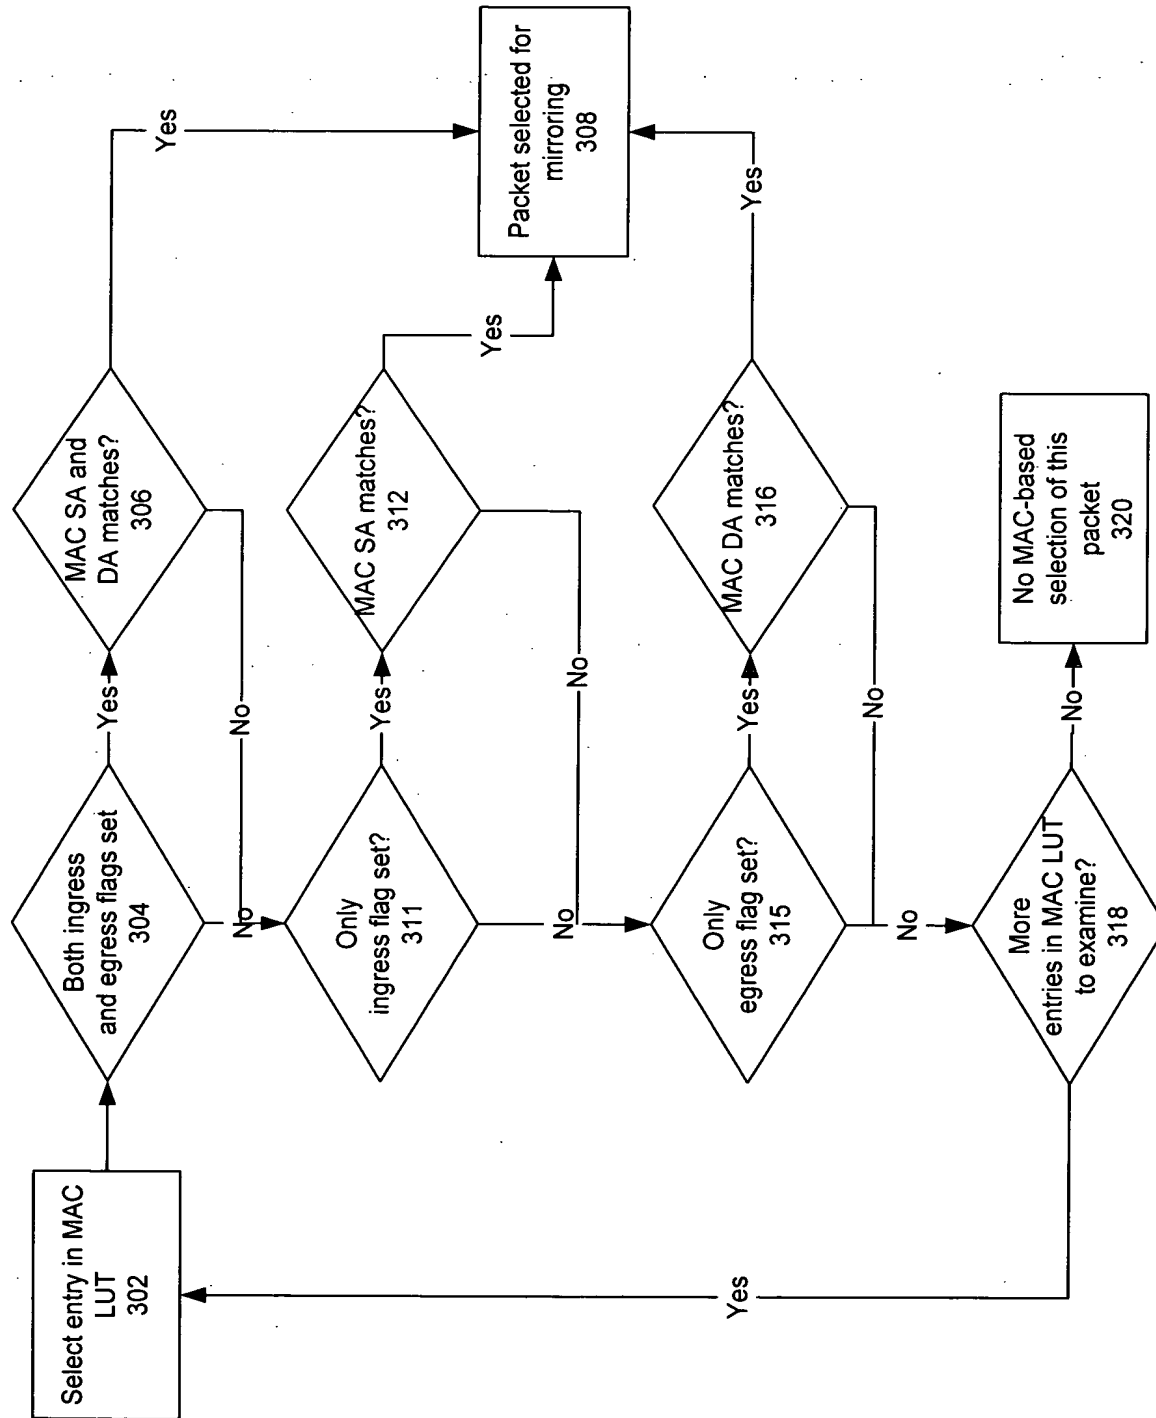 Select entry in MAC
LUT
302
Both ingress
and egress flags set
304
Yes
MAC SA and
DA matches?
306
Yes
No
No
Only
ingress flag set?
311
Yes
MAC SA matches?
312
Yes
Packet selected for
mirroring
308
No
No
Only
egress flag set?
315
Yes
MAC DA matches?
316
Yes
No
No
More
entries in MAC LUT
to examine?
318
Yes
No
No MAC-based
selection of this
packet
320